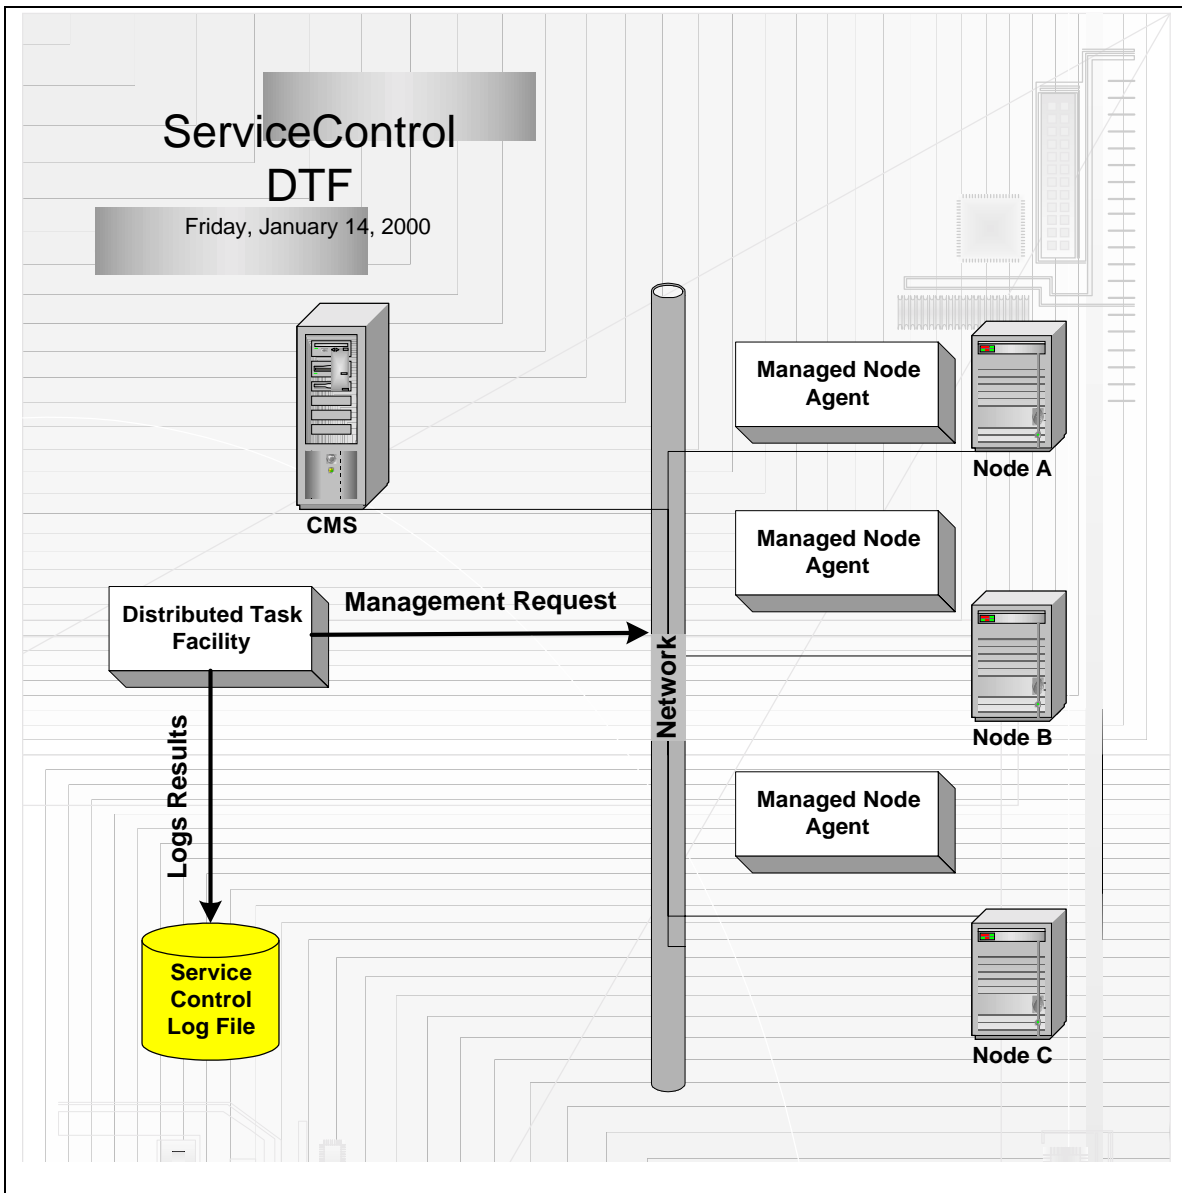 ServiceControl
DTF
Friday, January 14, 2000
Managed Node
Agent
Node A
CMS
Managed Node
Agent
Distributed Task
Facility
Management Request
Network
Node B
Logs Results
Managed Node
Agent
Service
Control
Log File
Node C